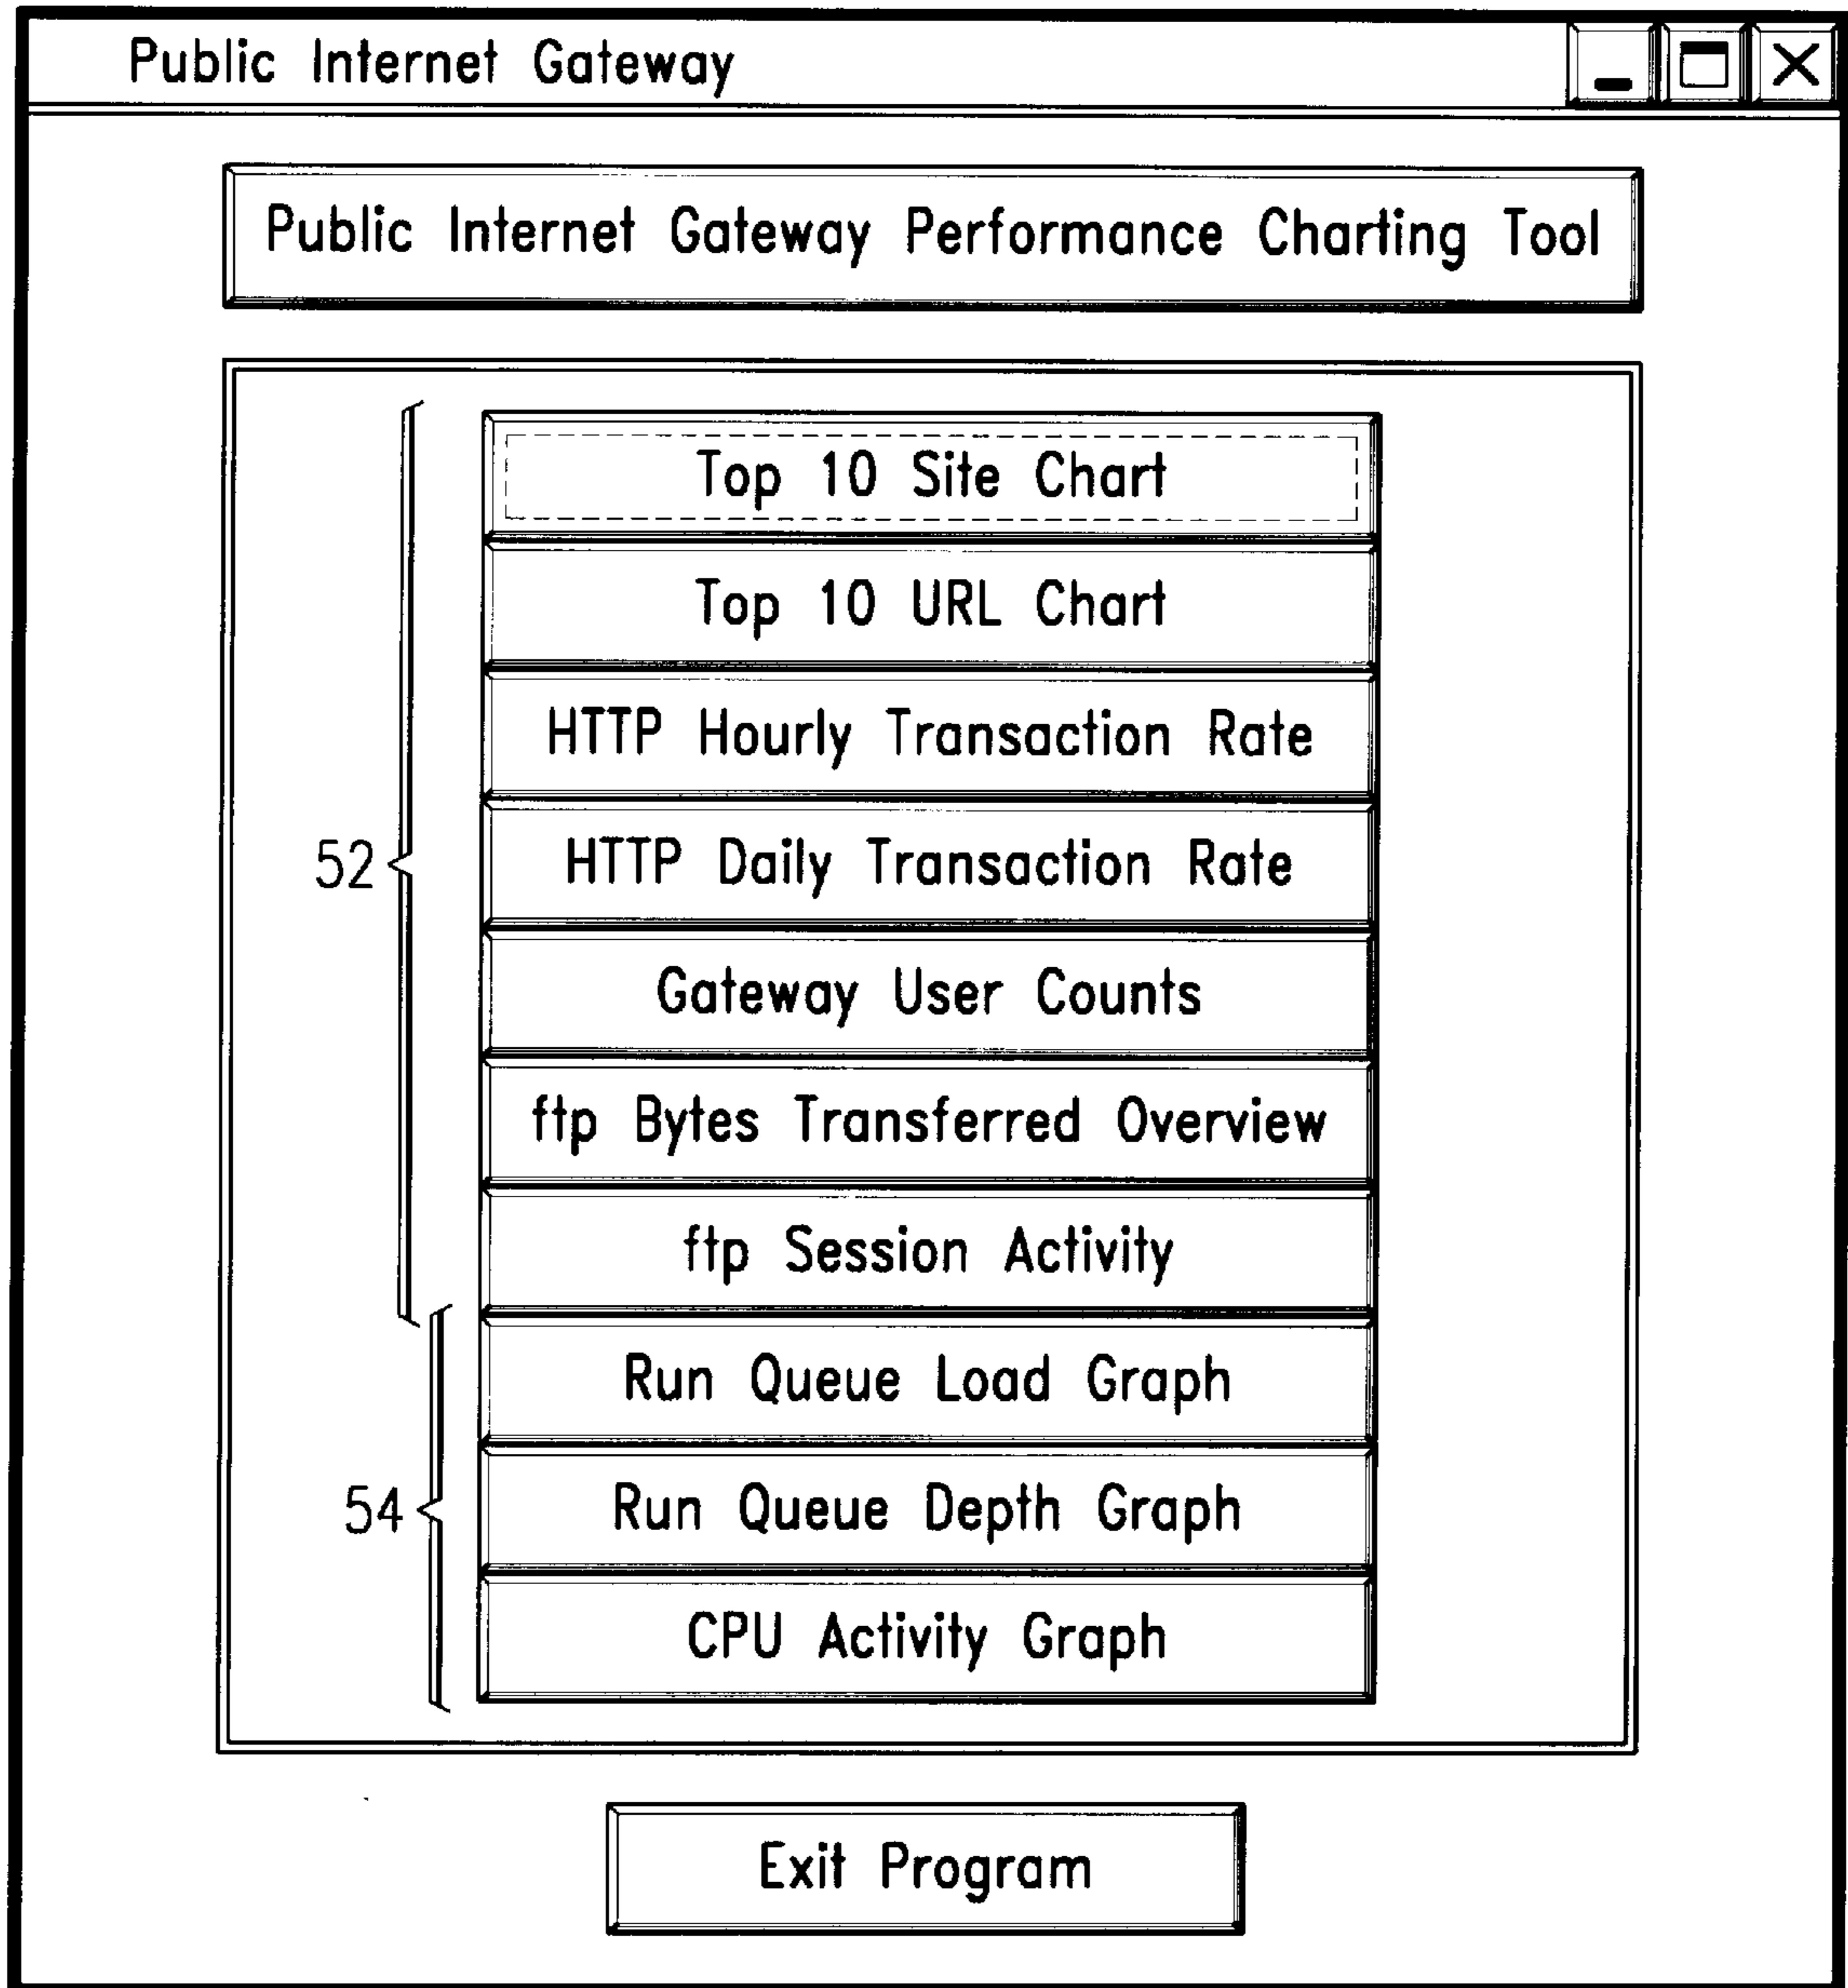 Public Internet Gateway
Public Internet Gateway Performance Charting Tool
Top 10 Site Chart
Top 10 URL Chart
HTTP Hourly Transaction Rate
52
HTTP Daily Transaction Rate
Gateway User Counts
ftp Bytes Transferred Overview
ftp Session Activity
Run Queue Load Graph
54
Run Queue Depth Graph
CPU Activity Graph
Exit Program